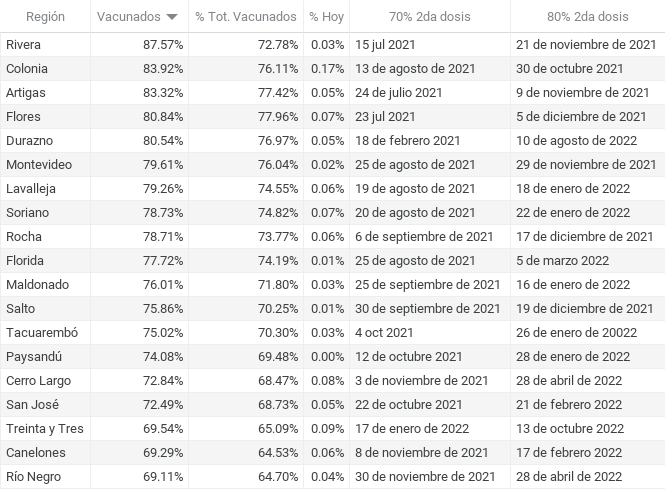 Región Vacunados % Tot. Vacunados % Hoy 70% 2da dosis 80% 2da dosis
Rivera 87.57% 72.78% 0.03% 15 jul 2021 21 de noviembre de 2021
Colonia 83.92% 76.11% 0.17% 13 de agosto de 2021 30 de octubre 2021
Artigas 83.32% 77.42% 0.05% 24 de julio 2021 9 de noviembre de 2021
Flores 80.84% 77.96% 0.07% 23 jul 2021 5 de diciembre de 2021
Durazno 80.54% 76.97% 0.05% 18 de febrero 2021 10 de agosto de 2022
Montevideo 79.61% 76.04% 0.02% 25 de agosto de 2021 29 de noviembre de 2021
Lavalleja 79.26% 74.55% 0.06% 19 de agosto de 2021 18 de enero de 2022
Soriano 78.73% 74.82% 0.07% 20 de agosto de 2021 22 de enero de 2022
Rocha 78.71% 73.77% 0.06% 6 de septiembre de 2021 17 de diciembre de 2021
Florida 77.72% 74.19% 0.01% 25 de agosto de 2021 5 de marzo 2022
Maldonado 76.01% 71.80% 0.03% 25 de septiembre de 2021 16 de enero de 2022
Salto 75.86% 70.25% 0.01% 30 de septiembre de 2021 19 de diciembre de 2021
Tacuarembó 75.02% 70.30% 0.03% 4 oct 2021 26 de enero de 20022
Paysandú 74.08% 69.48% 0.00% 12 de octubre de 2021 28 de enero de 2022
Cerro Largo 72.84% 68.47% 0.08% 3 de noviembre de 2021 28 de abril de 2022
San José 72.49% 68.73% 0.05% 22 de octubre de 2021 21 de febrero de 2022
Treinta y Tres 69.54% 65.09% 0.09% 17 de enero de 2022 13 de octubre de 2022
Canelones 69.29% 64.53% 0.06% 8 de noviembre de 2021 17 de febrero de 2022
Río Negro 69.11% 64.70% 0.04% 30 de noviembre de 2021 28 de abril de 2022